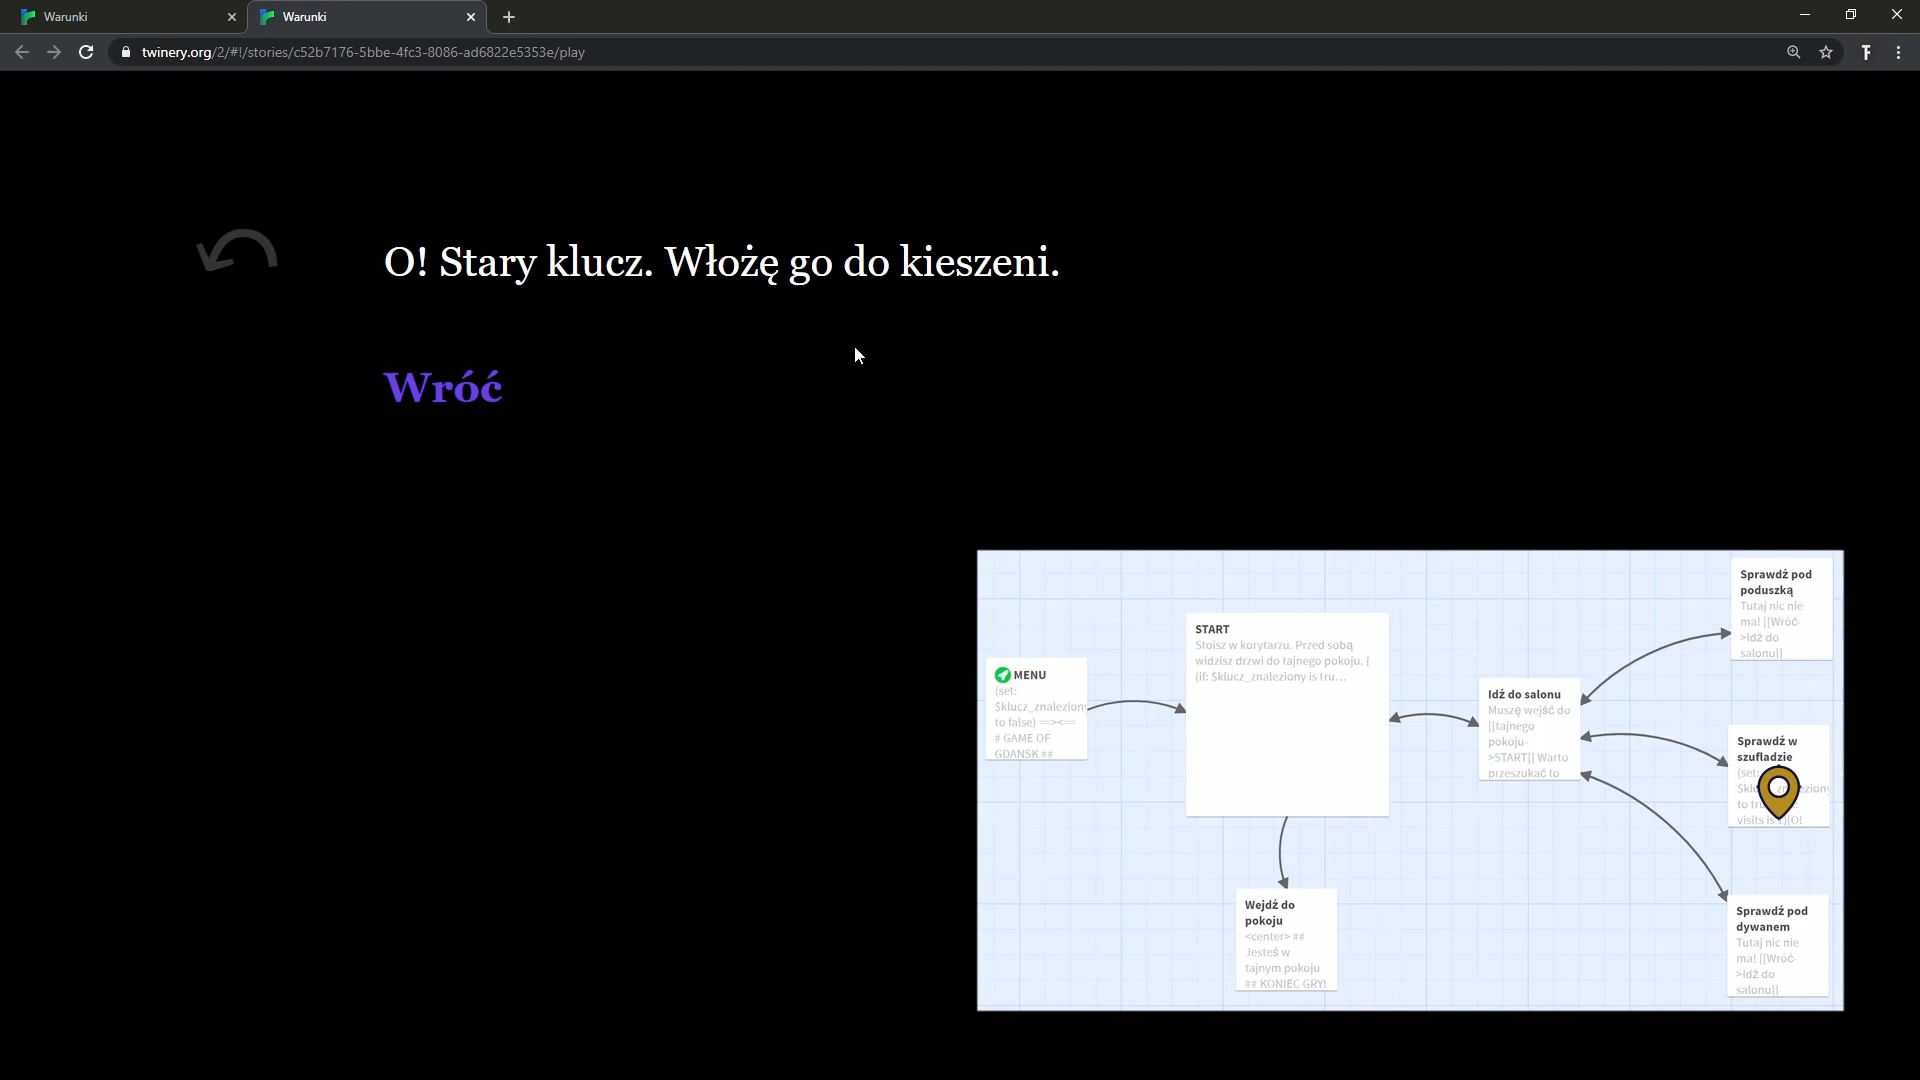 Warunki
Warunki
twinery.org/2/#!/stories/c52b7176-5bbe-4fc3-8086-ad6822e5353e/play
O! Stary klucz. Włożę go do kieszeni.
Wróć
MENU
(set:
$klucz_znaleziony
to false) ==><==
# GAME OF
GDANSK ##
START
Stoisz w korytarzu. Przed sobą
widzisz drzwi do tajnego pokoju. [
(if: $klucz_znaleziony is tru...
Idź do salonu
Muszę wejść do
[[tajnego
pokoju-
>START]] Warto
przeszukać to
Wejdź do
pokoju
<center> ##
Jesteś w
tajnym pokoju
## KONIEC GRY!
Sprawdź pod
poduszką
Tutaj nic nie
ma! [[Wróć-
>Idź do
salonu]]
Sprawdź w
szufladzie
(set:
to
visits is O!
Sprawdź pod
dywanem
Tutaj nic nie
ma! [[Wróć-
>Idź do
salonu]]